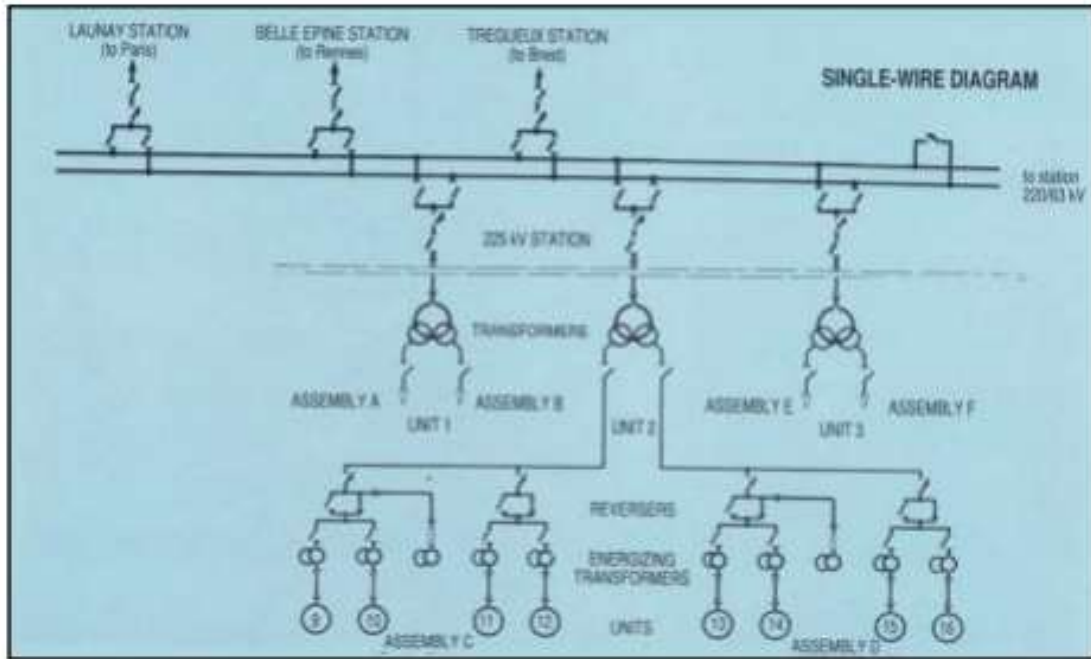 LAUNAY STATION
(to Paris)
BELLE EPINE STATION
(to Rennes)
TREGUEUX STATION
(to Brest)
SINGLE-WIRE DIAGRAM
to station
220/63 kV
225 kV STATION
TRANSFORMERS
ASSEMBLY A
ASSEMBLY B
UNIT 1
UNIT 2
ASSEMBLY E
ASSEMBLY F
UNIT 3
REVERSERS
ENERGIZING
TRANSFORMERS
9
10
11
12
UNITS
13
14
15
16
ASSEMBLY C
ASSEMBLY D